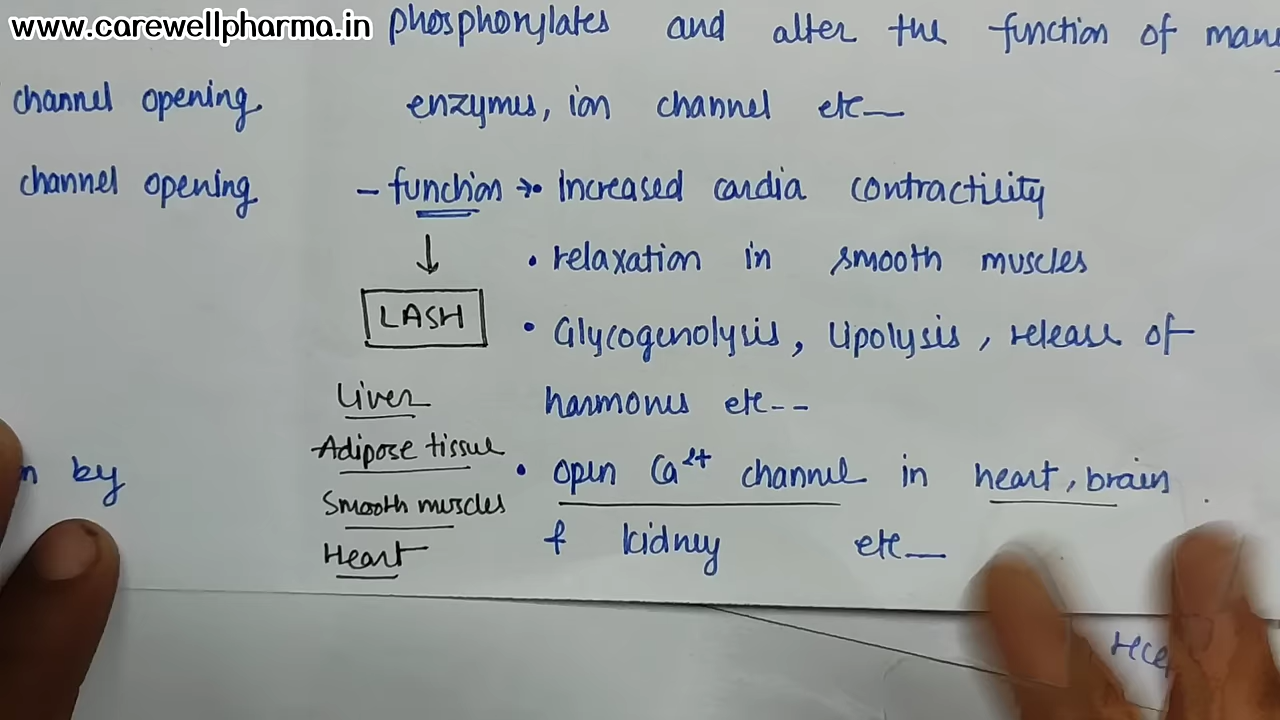 www.carewellpharma.in
phosphorylates and alter the function of many
channel opening
enzymes, ion channel etc
channel opening
- function → • Increased cardia contractility
• relaxation in smooth muscles
LASH
• Glycogenolysis, Lipolysis, release of
harmones etc--
Liver
Adipose tissue
Smooth muscles
Heart
by
• open Ca2+ channel in heart, brain
f kidney etc